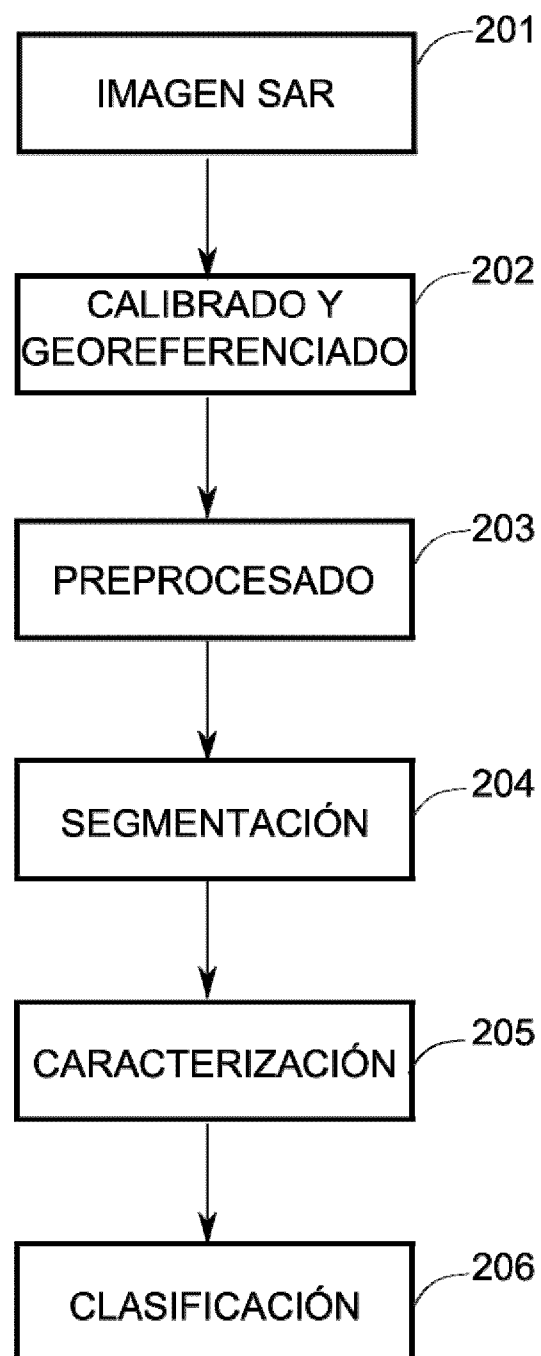 201
IMAGEN SAR
202
CALIBRADO Y
GEOREFERENCIADO
203
PREPROCESADO
204
SEGMENTACIÓN
205
CARACTERIZACIÓN
206
CLASIFICACIÓN